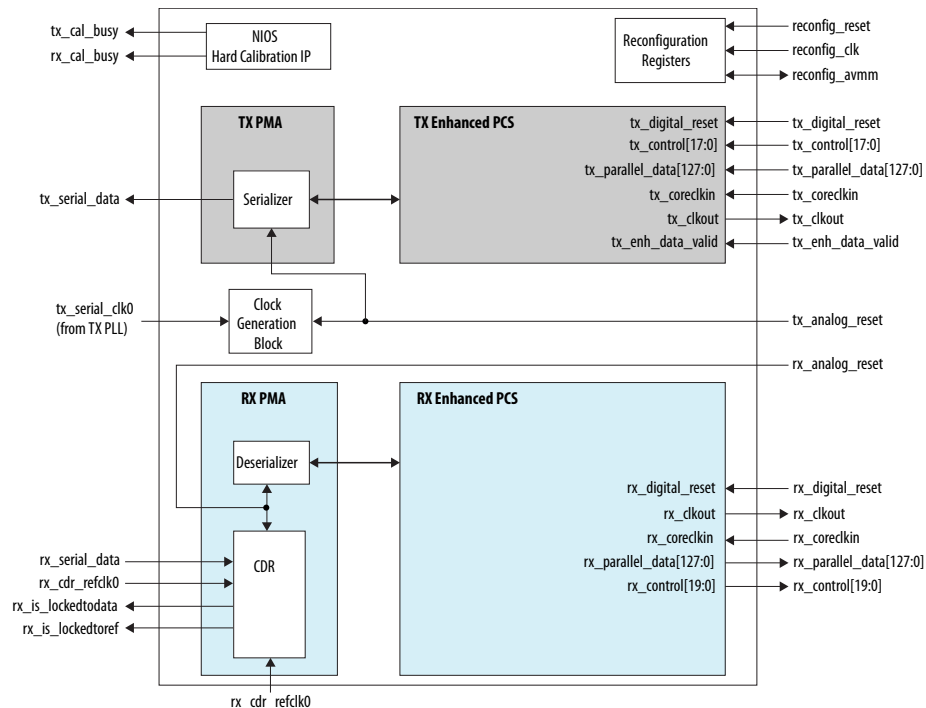 tx_cal_busy
rx_cal_busy
NIOS
Hard Calibration IP
Reconfiguration
Registers
reconfig_reset
reconfig_clk
reconfig_avmm
TX PMA
Serializer
tx_serial_data
TX Enhanced PCS
tx_digital_reset
tx_control[17:0]
tx_parallel_data[127:0]
tx_coreclkin
tx_clkout
tx_enh_data_valid
tx_digital_reset
tx_control[17:0]
tx_parallel_data[127:0]
tx_coreclkin
tx_clkout
tx_enh_data_valid
tx_serial_clk0
(from TX PLL)
Clock
Generation
Block
tx_analog_reset
rx_analog_reset
RX PMA
Deserializer
CDR
rx_serial_data
rx_cdr_refclk0
rx_is_lockedtodata
rx_is_lockedtoref
rx_cdr_refclk0
RX Enhanced PCS
rx_digital_reset
rx_clkout
rx_coreclkin
rx_parallel_data[127:0]
rx_control[19:0]
rx_digital_reset
rx_clkout
rx_coreclkin
rx_parallel_data[127:0]
rx_control[19:0]